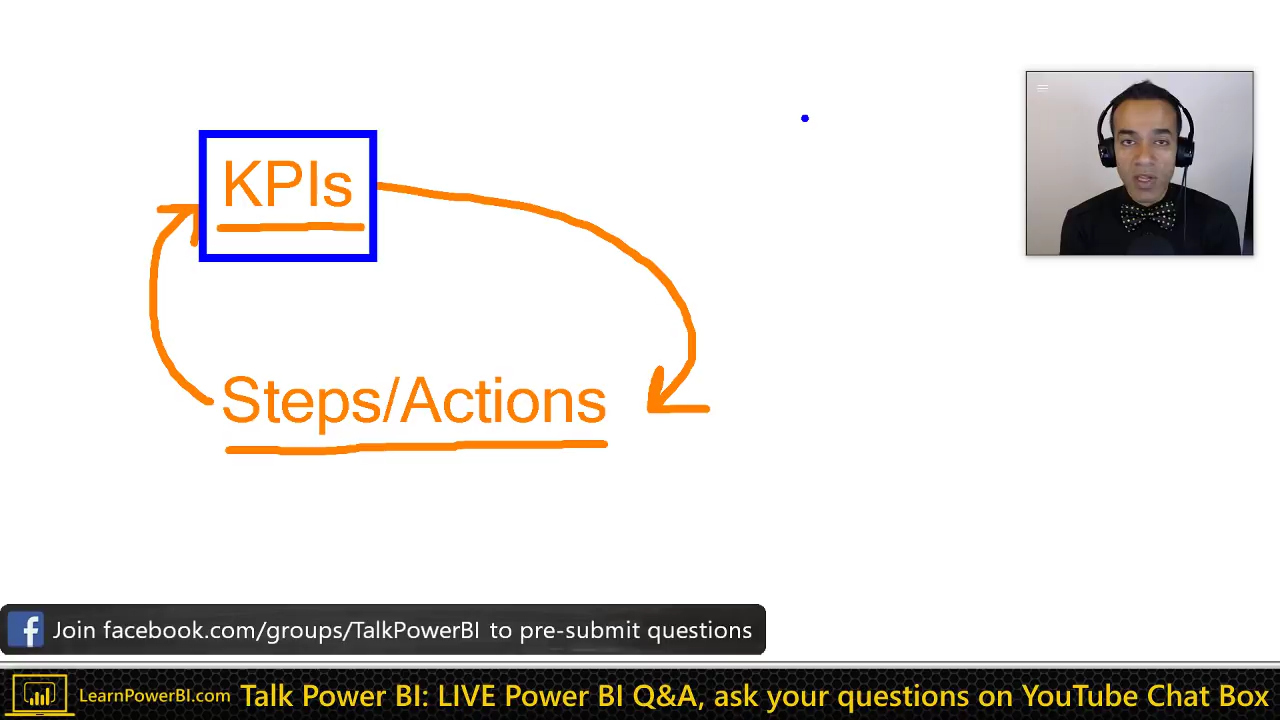 KPIs
Steps/Actions
Join facebook.com/groups/TalkPowerBI to pre-submit questions
LearnPowerBI.com Talk Power BI: LIVE Power BI Q&A, ask your questions on YouTube Chat Box